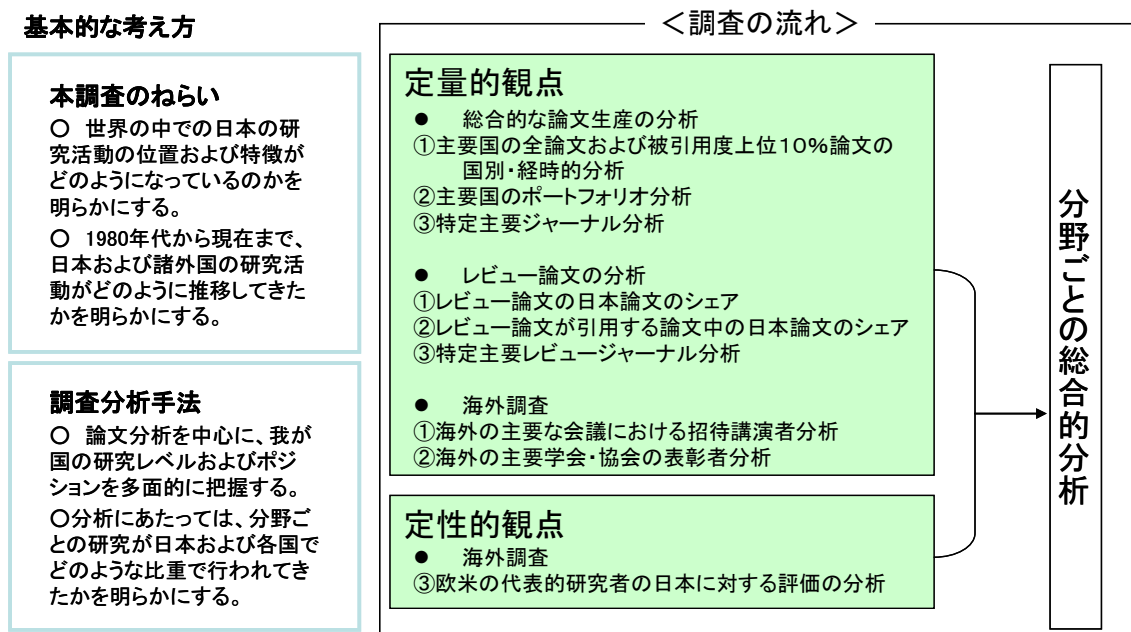 基本的な考え方
本調査のねらい
○ 世界の中での日本の研
究活動の位置および特徴が
どのようになっているのかを
明らかにする。
○ 1980年代から現在まで、
日本および諸外国の研究活
動がどのように推移してきた
かを明らかにする。
調査分析手法
○ 論文分析を中心に、我が
国の研究レベルおよびポジ
ションを多面的に把握する。
○分析にあたっては、分野ご
との研究が日本および各国で
どのような比重で行われてき
たかを明らかにする。
＜調査の流れ＞
定量的観点
● 総合的な論文生産の分析
①主要国の全論文および被引用度上位10%論文の
国別・経時的分析
②主要国のポートフォリオ分析
③特定主要ジャーナル分析
● レビュー論文の分析
①レビュー論文の日本論文のシェア
②レビュー論文が引用する論文中の日本論文のシェア
③特定主要レビュージャーナル分析
● 海外調査
①海外の主要な会議における招待講演者分析
②海外の主要学会・協会の表彰者分析
定性的観点
● 海外調査
③欧米の代表的研究者の日本に対する評価の分析
分野ごとの総合的分析